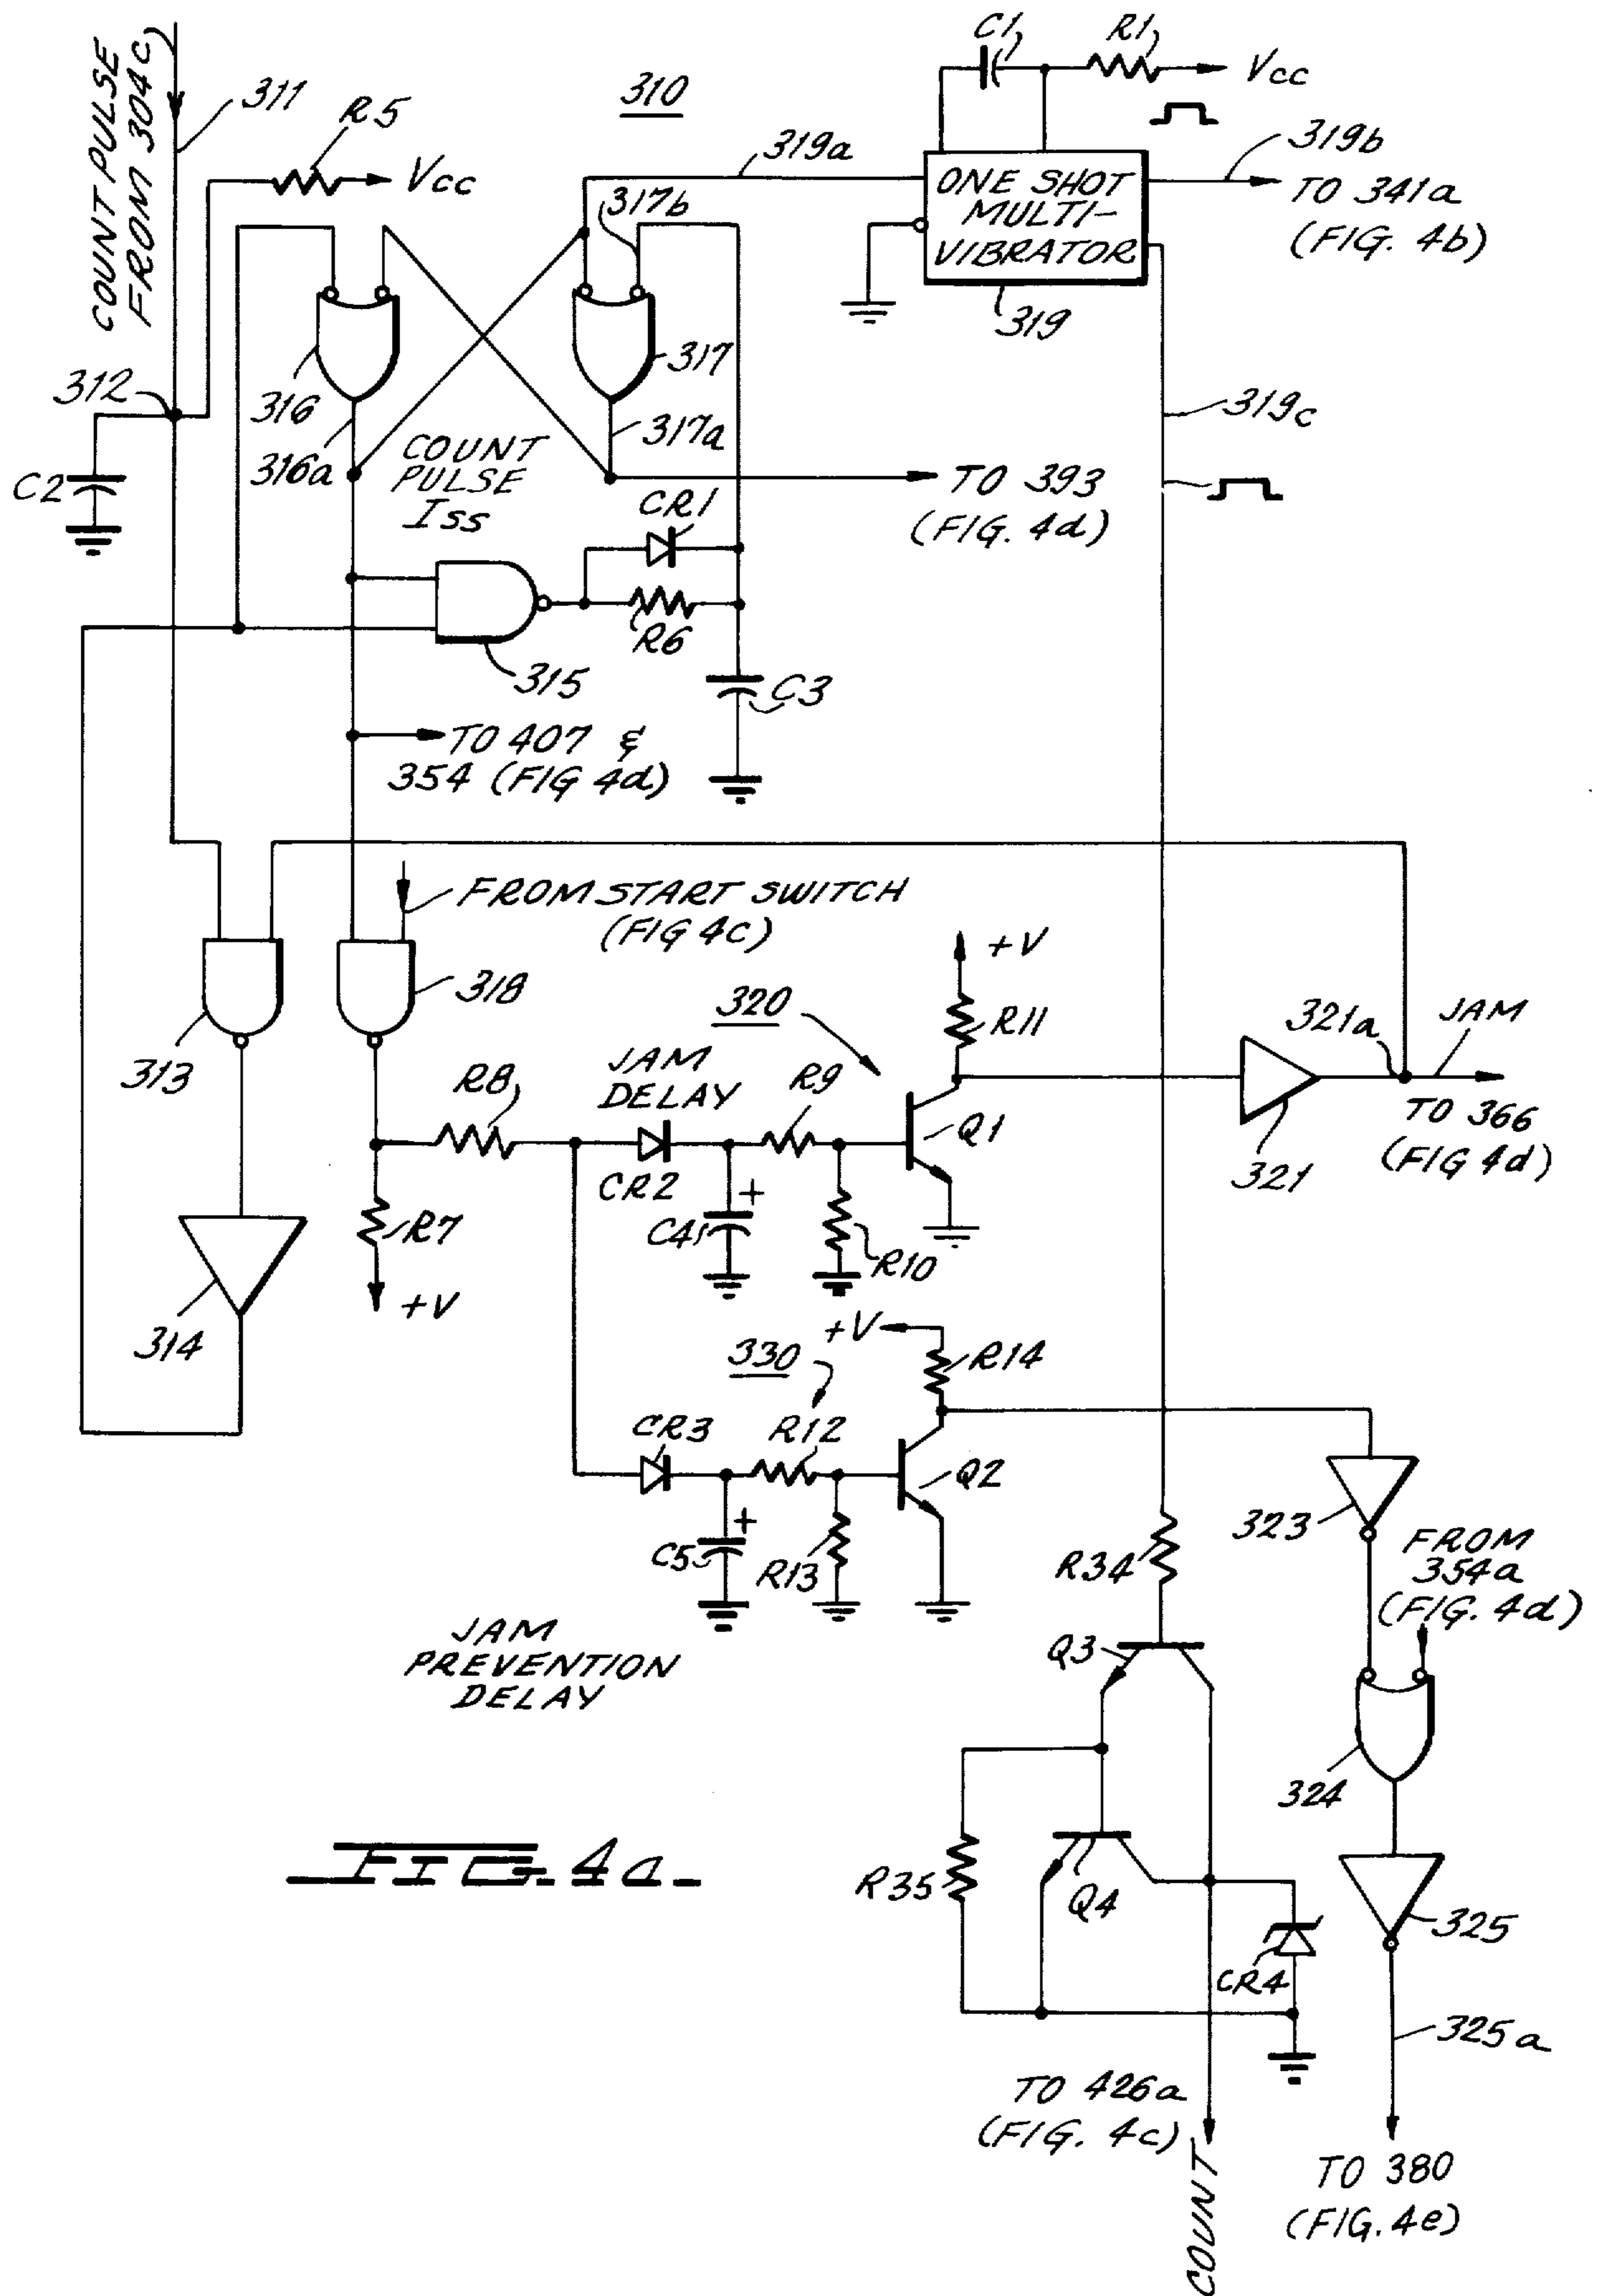 COUNT PULSE
FROM 304c
311
R5
Vcc
310
C1
R1
Vcc
319a
319b
TO 341a
(FIG. 4b)
ONE SHOT
MULTI-
VIBRATOR
319
317b
317
316
316a
317a
312
C2
COUNT
PULSE
Iss
CR1
TO 393
(FIG. 4d)
319c
R6
315
C3
TO 407 &
354 (FIG 4d)
FROM START SWITCH
(FIG 4c)
313
318
320
+V
R11
321a
JAM
R8
JAM
DELAY
R9
Q1
321
TO 366
(FIG 4d)
CR2
+
C4
R10
R7
+V
314
+V
330
R14
CR3
R12
Q2
+
C5
R13
323
FROM
354a
(FIG. 4d)
R34
JAM
PREVENTION
DELAY
Q3
324
R35
Q4
CR4
325
325a
FIG. 4a.
TO 426a
(FIG. 4c)
COUNT
TO 380
(FIG. 4e)